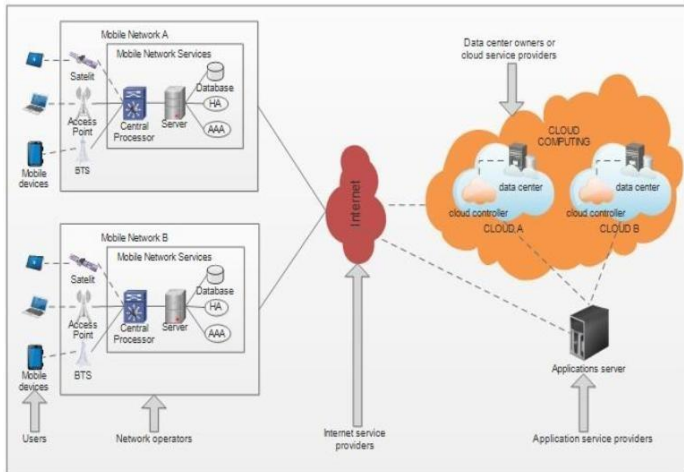 Mobile Network A
Mobile Network Services
Satelit
Database
HA
AAA
Access
Point
Central
Processor
Server
BTS
Mobile
devices
Mobile Network B
Mobile Network Services
Satelit
Database
HA
AAA
Access
Point
Central
Processor
Server
BTS
Mobile
devices
Users
Network operators
Internet
Internet service
providers
Data center owners or
cloud service providers
CLOUD
COMPUTING
data center
cloud controller
CLOUD A
data center
cloud controller
CLOUD B
Applications server
Application service providers